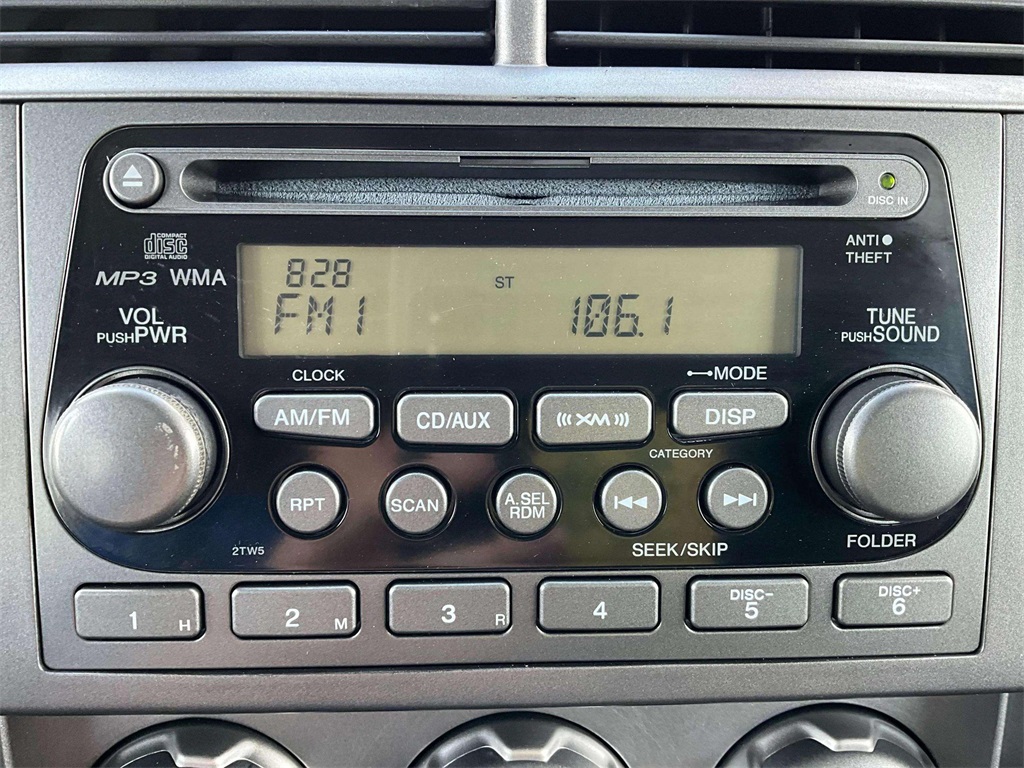 DISC IN
COMPACT
disc
DIGITAL AUDIO
MP3 WMA
ANTI
THEFT
828
ST
FM1 106.1
VOL
PUSH PWR
TUNE
PUSH SOUND
CLOCK
MODE
AM/FM
CD/AUX
XM
DISP
CATEGORY
RPT
SCAN
A.SEL
RDM
2TW5
SEEK/SKIP
FOLDER
1 H
2 M
3 R
4
DISC-
5
DISC+
6